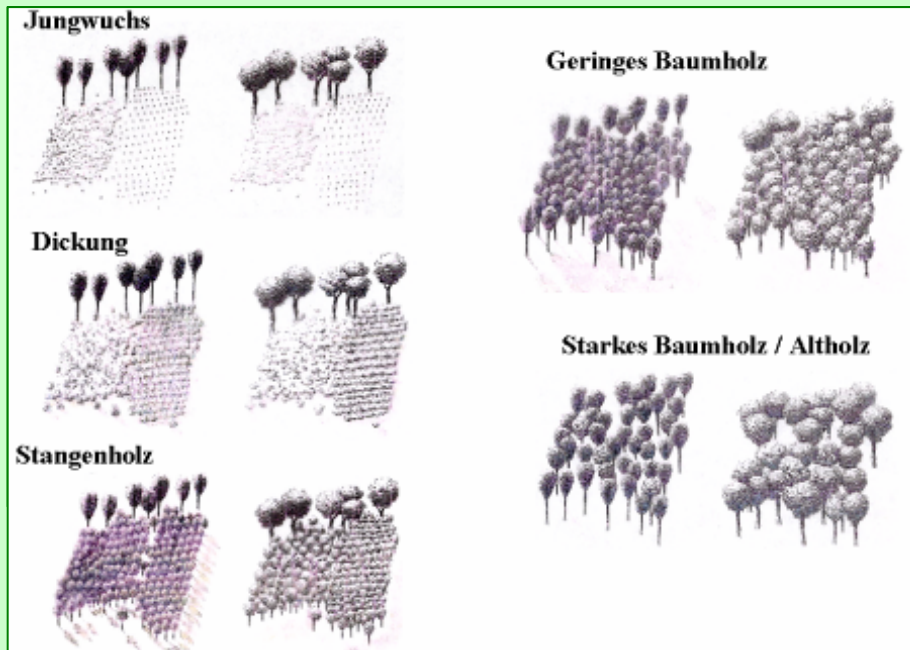 Jungwuchs
Dickung
Stangenholz
Geringes Baumholz
Starkes Baumholz / Altholz